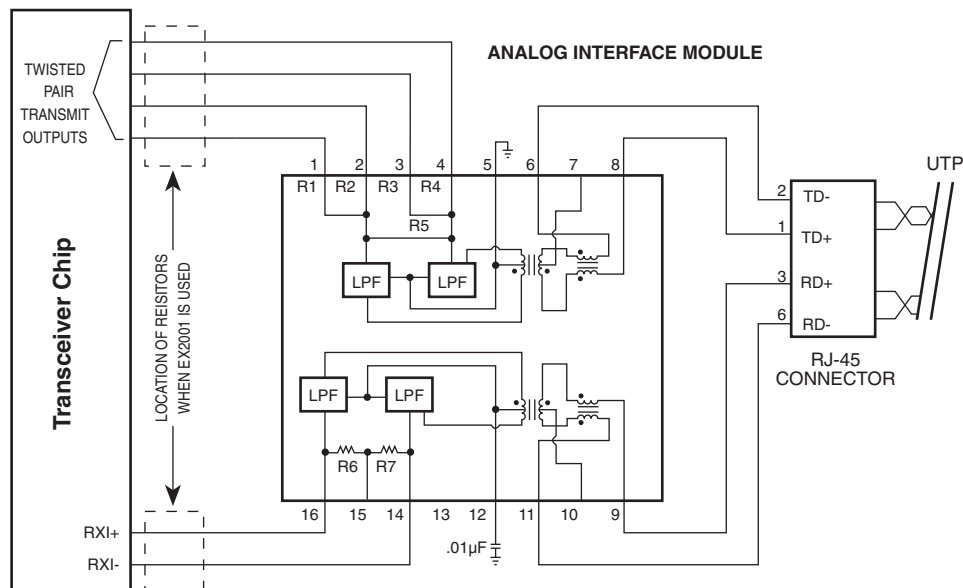 ANALOG INTERFACE MODULE
TWISTED
PAIR
TRANSMIT
OUTPUTS
Transceiver Chip
LOCATION OF REISITORS
WHEN EX2001 IS USED
1 2 3 4 5 6 7 8
R1 R2 R3 R4
R5
LPF LPF
LPF LPF
R6 R7
16 15 14 13 12 11 10 9
.01µF
RXI+
RXI-
UTP
2 TD-
1 TD+
3 RD+
6 RD-
RJ-45
CONNECTOR